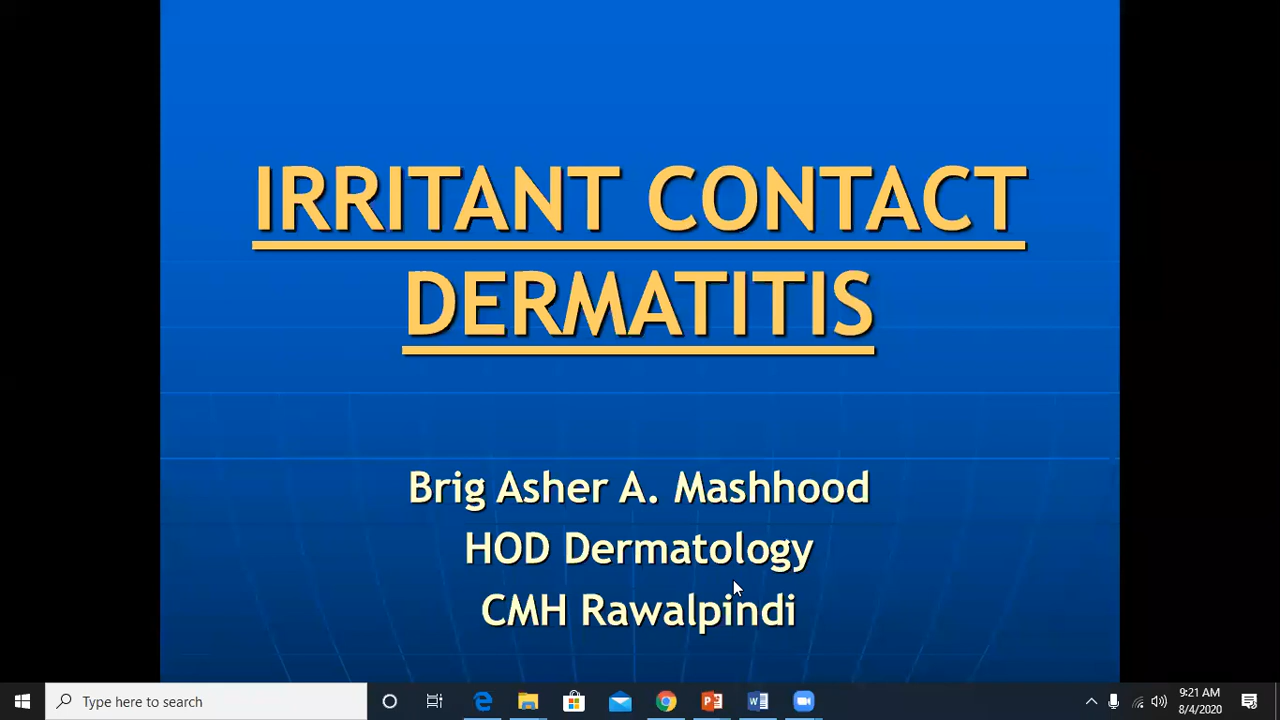 IRRITANT CONTACT
DERMATITIS
Brig Asher A. Mashhood
HOD Dermatology
CMH Rawalpindi
Type here to search
9:21 AM
8/4/2020